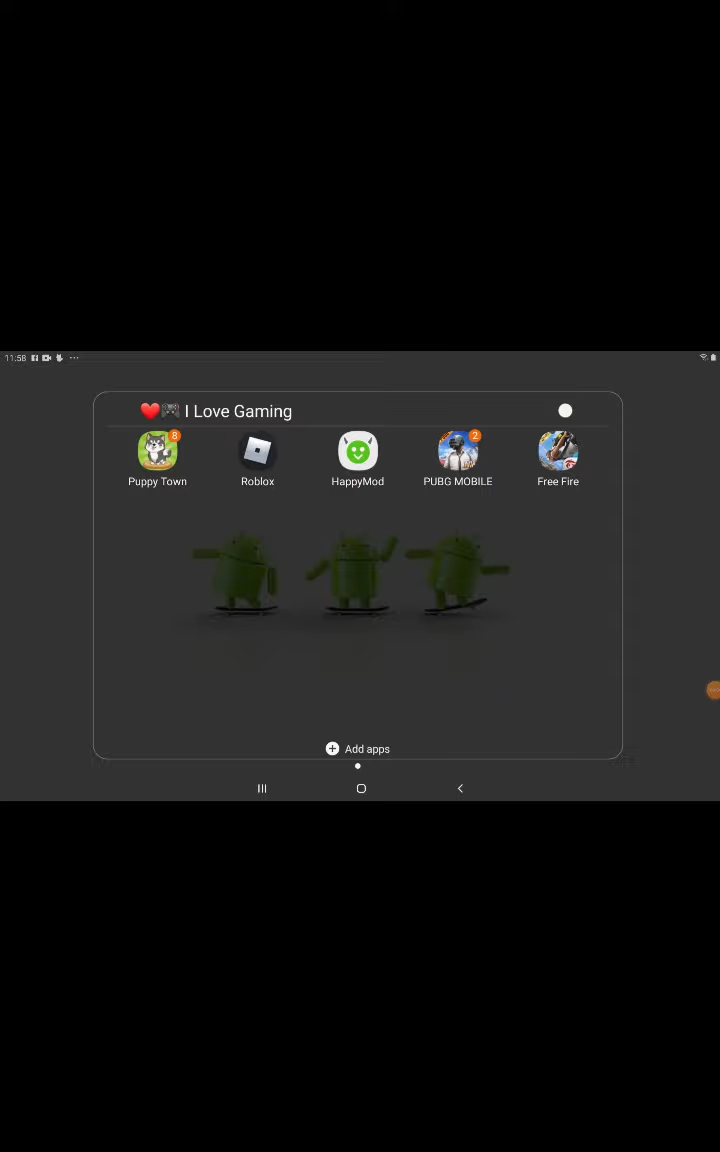 11:58
❤️🎮 I Love Gaming
8
2
Puppy Town
Roblox
HappyMod
PUBG MOBILE
Free Fire
Add apps